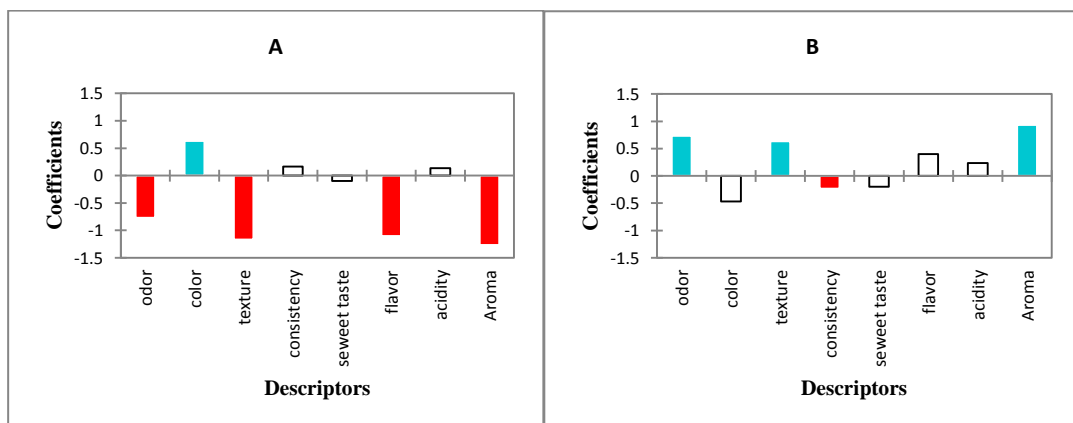 A
1.5
1
0.5
0
-0.5
-1
-1.5
Coefficients
odor
color
texture
consistency
seweet taste
flavor
acidity
Aroma
Descriptors
B
1.5
1
0.5
0
-0.5
-1
-1.5
Coefficients
odor
color
texture
consistency
seweet taste
flavor
acidity
Aroma
Descriptors